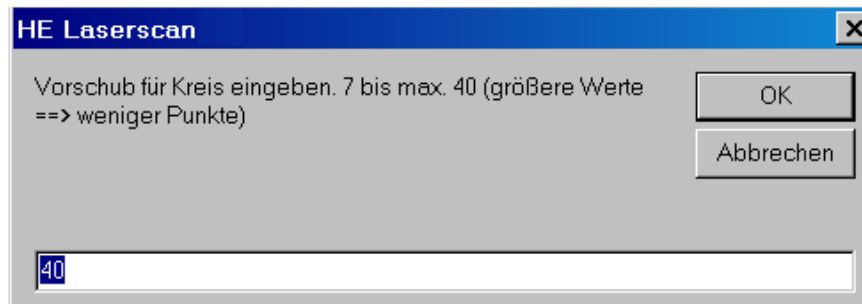 HE Laserscan
Vorschub für Kreis eingeben. 7 bis max. 40 (größere Werte
==> weniger Punkte)
OK
Abbrechen
40